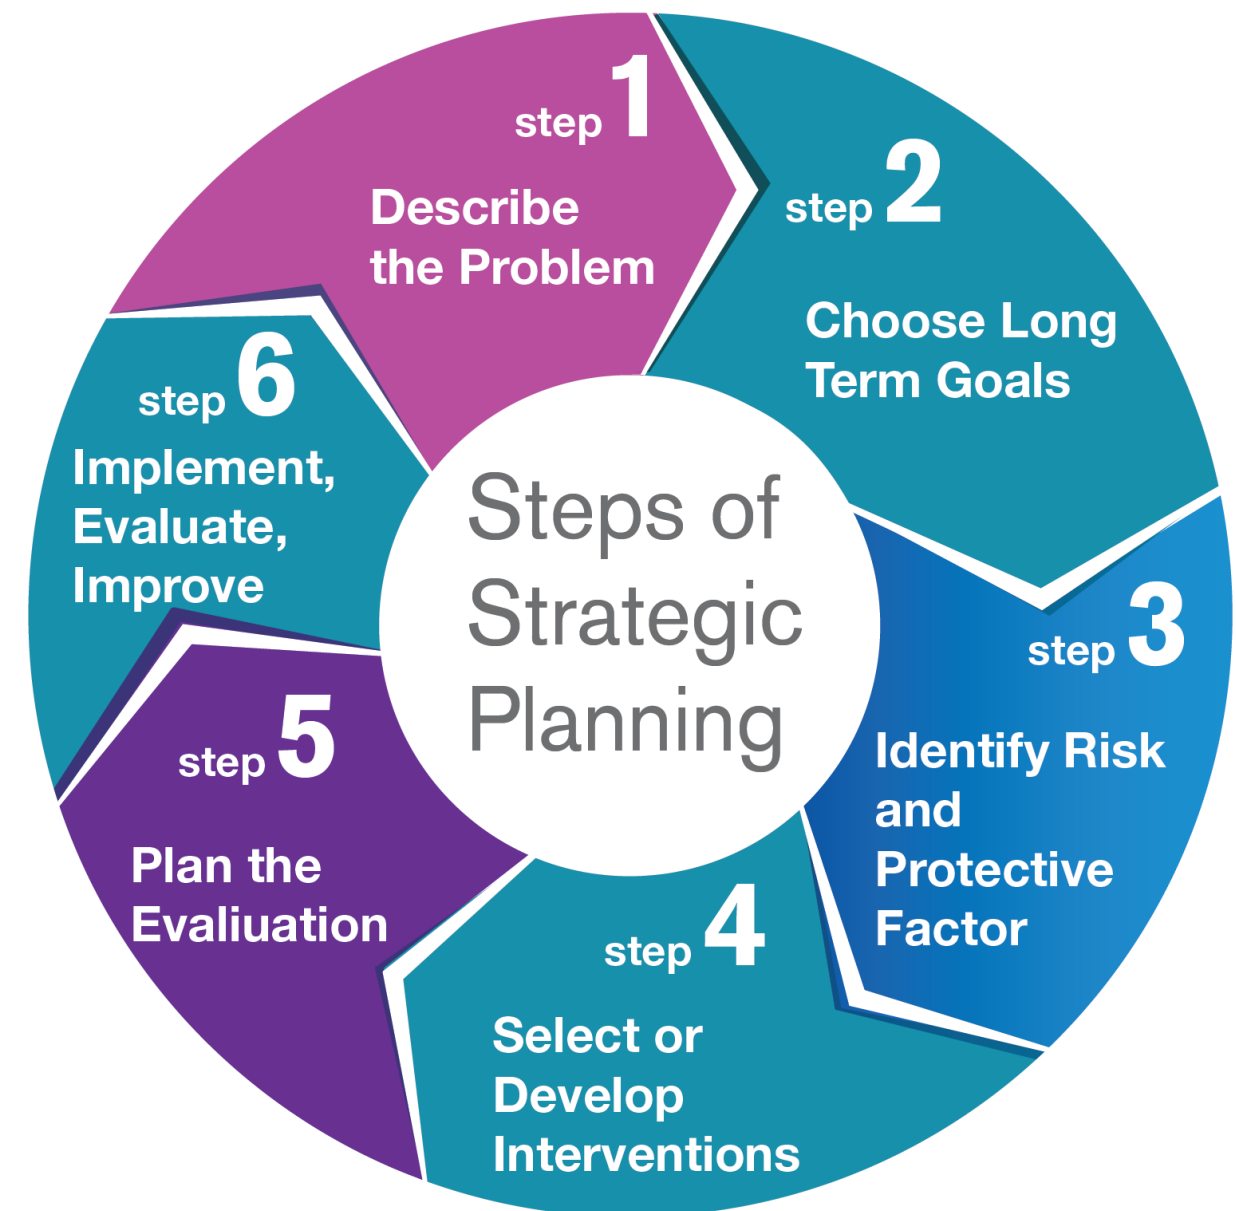 step 1
Describe
the Problem
step 2
Choose Long
Term Goals
step 3
Identify Risk
and
Protective
Factor
step 4
Select or
Develop
Interventions
step 5
Plan the
Evaliuation
step 6
Implement,
Evaluate,
Improve
Steps of
Strategic
Planning